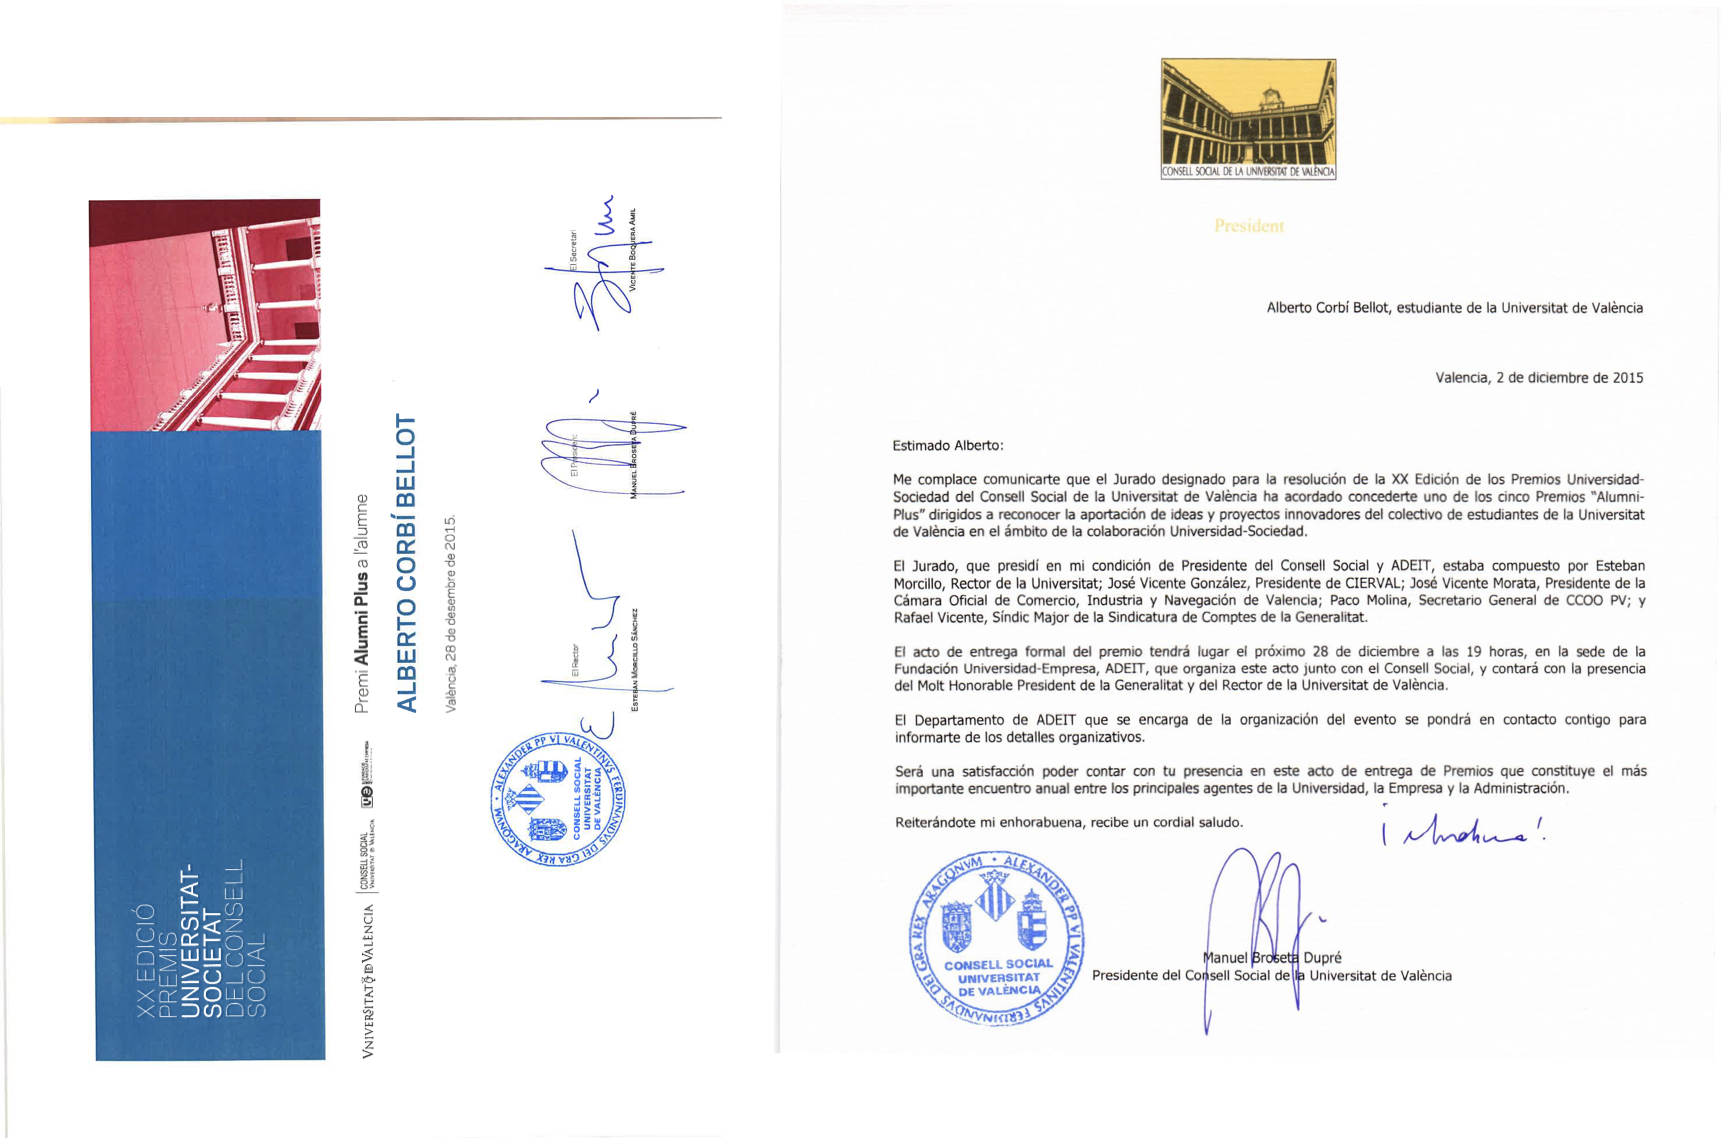 XX EDICIÓ
PREMIS
UNIVERSITAT-
SOCIETAT
DEL CONSELL
SOCIAL
VNIVERSITAT D VALÈNCIA
CONSELL SOCIAL
VNIVERSITAT D VALÈNCIA
Premi Alumni Plus a l'alumne
ALBERTO CORBÍ BELLOT
València, 28 de desembre de 2015.
ALEXANDER PP VI VALENTINVS FERDINANDVS DEI GRA REX ARAGONVM
CONSELL SOCIAL
UNIVERSITAT
DE VALÈNCIA
El Rector
ESTEBAN MORCILLO SÁNCHEZ
El President
MANUEL BROSETA DUPRÉ
El Secretari
VICENTE BOQUERA AMIL
CONSELL SOCIAL DE LA UNIVERSITAT DE VALÈNCIA
President
Alberto Corbí Bellot, estudiante de la Universitat de València
Valencia, 2 de diciembre de 2015
Estimado Alberto:
Me complace comunicarte que el Jurado designado para la resolución de la XX Edición de los Premios Universidad-
Sociedad del Consell Social de la Universitat de València ha acordado concederte uno de los cinco Premios "Alumni-
Plus" dirigidos a reconocer la aportación de ideas y proyectos innovadores del colectivo de estudiantes de la Universitat
de València en el ámbito de la colaboración Universidad-Sociedad.
El Jurado, que presidí en mi condición de Presidente del Consell Social y ADEIT, estaba compuesto por Esteban
Morcillo, Rector de la Universitat; José Vicente González, Presidente de CIERVAL; José Vicente Morata, Presidente de la
Cámara Oficial de Comercio, Industria y Navegación de Valencia; Paco Molina, Secretario General de CCOO PV; y
Rafael Vicente, Síndic Major de la Sindicatura de Comptes de la Generalitat.
El acto de entrega formal del premio tendrá lugar el próximo 28 de diciembre a las 19 horas, en la sede de la
Fundación Universidad-Empresa, ADEIT, que organiza este acto junto con el Consell Social, y contará con la presencia
del Molt Honorable President de la Generalitat y del Rector de la Universitat de València.
El Departamento de ADEIT que se encarga de la organización del evento se pondrá en contacto contigo para
informarte de los detalles organizativos.
Será una satisfacción poder contar con tu presencia en este acto de entrega de Premios que constituye el más
importante encuentro anual entre los principales agentes de la Universidad, la Empresa y la Administración.
Reiterándote mi enhorabuena, recibe un cordial saludo.
ALEXANDER PP VI VALENTINVS FERDINANDVS DEI GRA REX ARAGONVM
CONSELL SOCIAL
UNIVERSITAT
DE VALÈNCIA
Manuel Broseta Dupré
Presidente del Consell Social de la Universitat de València